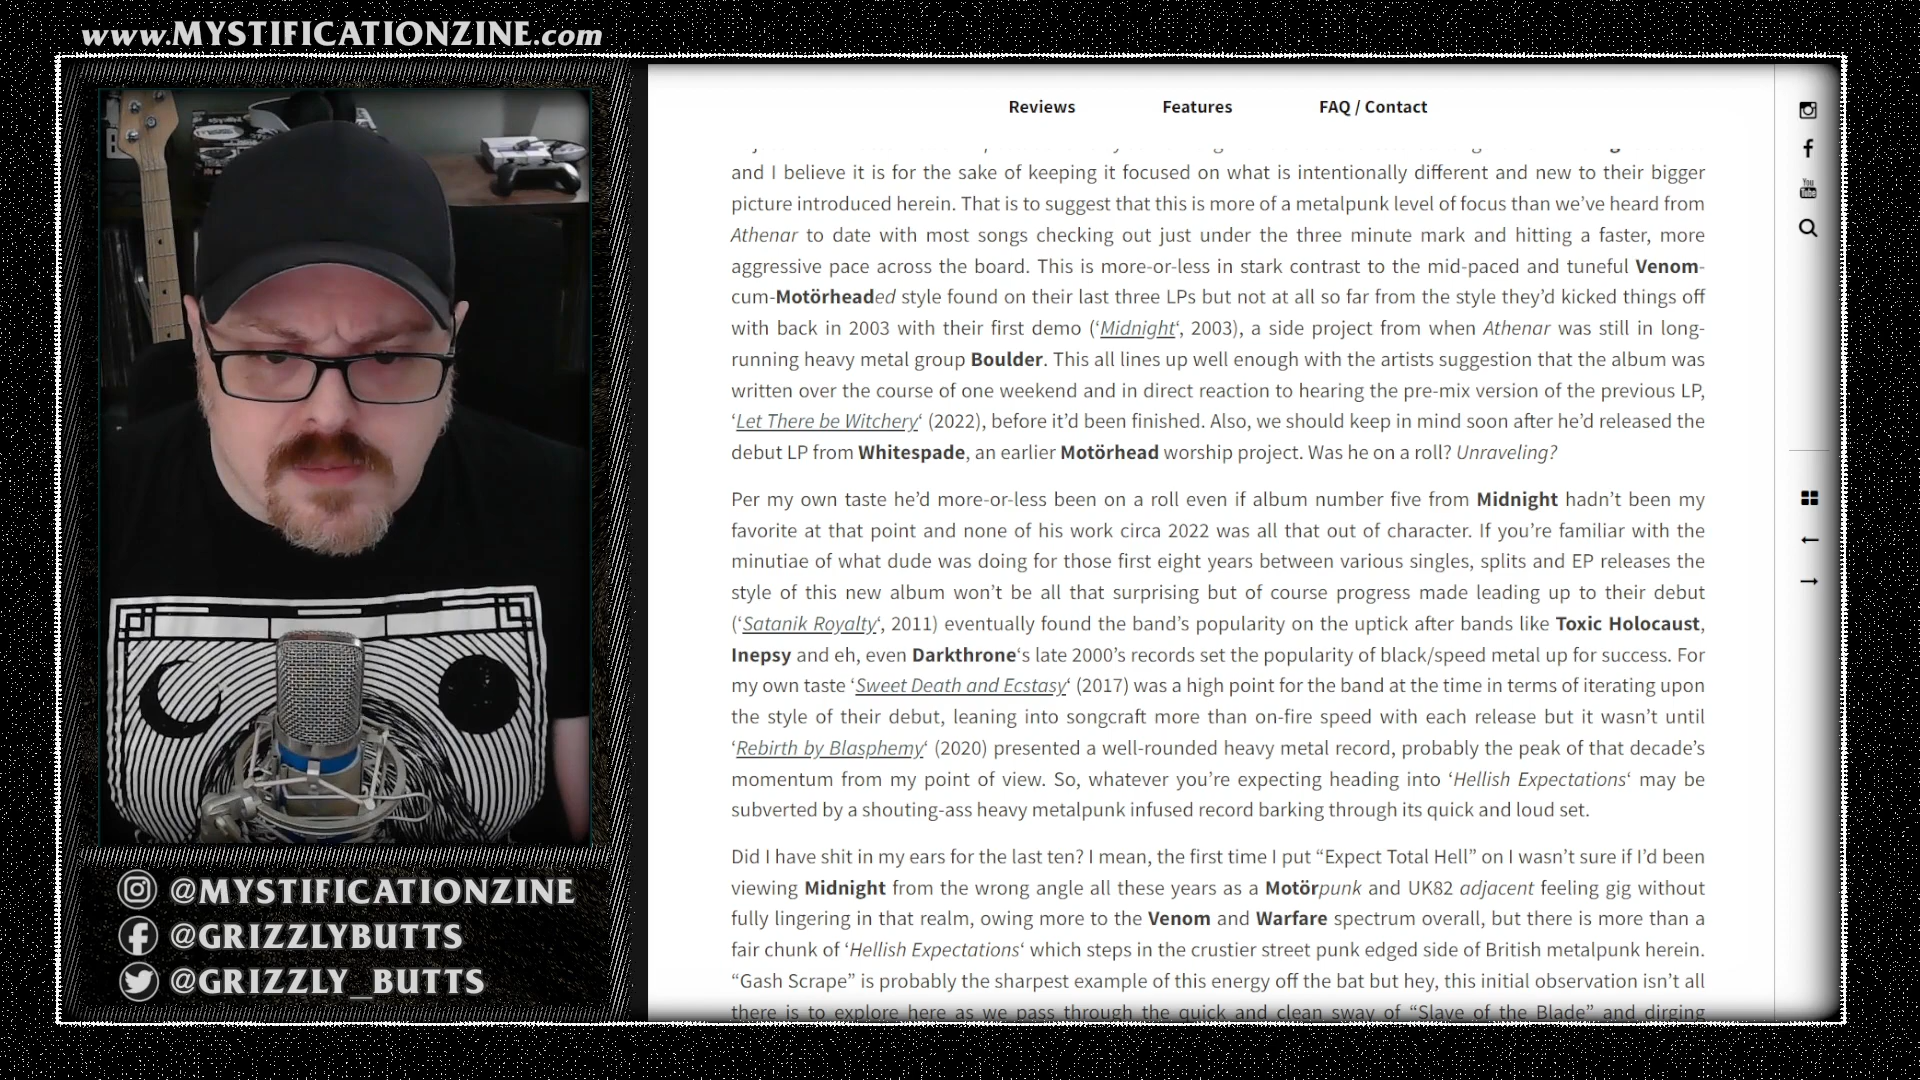 www.MYSTIFICATIONZINE.com
Reviews Features FAQ / Contact
and I believe it is for the sake of keeping it focused on what is intentionally different and new to their bigger
picture introduced herein. That is to suggest that this is more of a metalpunk level of focus than we’ve heard from
Athenar to date with most songs checking out just under the three minute mark and hitting a faster, more
aggressive pace across the board. This is more-or-less in stark contrast to the mid-paced and tuneful Venom-
cum-Motörheaded style found on their last three LPs but not at all so far from the style they’d kicked things off
with back in 2003 with their first demo (‘Midnight‘, 2003), a side project from when Athenar was still in long-
running heavy metal group Boulder. This all lines up well enough with the artists suggestion that the album was
written over the course of one weekend and in direct reaction to hearing the pre-mix version of the previous LP,
‘Let There be Witchery‘ (2022), before it’d been finished. Also, we should keep in mind soon after he’d released the
debut LP from Whitespade, an earlier Motörhead worship project. Was he on a roll? Unraveling?
Per my own taste he’d more-or-less been on a roll even if album number five from Midnight hadn’t been my
favorite at that point and none of his work circa 2022 was all that out of character. If you’re familiar with the
minutiae of what dude was doing for those first eight years between various singles, splits and EP releases the
style of this new album won’t be all that surprising but of course progress made leading up to their debut
(‘Satanik Royalty‘, 2011) eventually found the band’s popularity on the uptick after bands like Toxic Holocaust,
Inepsy and eh, even Darkthrone‘s late 2000’s records set the popularity of black/speed metal up for success. For
my own taste ‘Sweet Death and Ecstasy‘ (2017) was a high point for the band at the time in terms of iterating upon
the style of their debut, leaning into songcraft more than on-fire speed with each release but it wasn’t until
‘Rebirth by Blasphemy‘ (2020) presented a well-rounded heavy metal record, probably the peak of that decade’s
momentum from my point of view. So, whatever you’re expecting heading into ‘Hellish Expectations‘ may be
subverted by a shouting-ass heavy metalpunk infused record barking through its quick and loud set.
Did I have shit in my ears for the last ten? I mean, the first time I put “Expect Total Hell” on I wasn’t sure if I’d been
viewing Midnight from the wrong angle all these years as a Motörpunk and UK82 adjacent feeling gig without
fully lingering in that realm, owing more to the Venom and Warfare spectrum overall, but there is more than a
fair chunk of ‘Hellish Expectations‘ which steps in the crustier street punk edged side of British metalpunk herein.
“Gash Scrape” is probably the sharpest example of this energy off the bat but hey, this initial observation isn’t all
there is to explore here as we pass through the quick and clean sway of “Slave of the Blade” and dirging
You
Tube
@MYSTIFICATIONZINE
@GRIZZLYBUTTS
@GRIZZLY_BUTTS